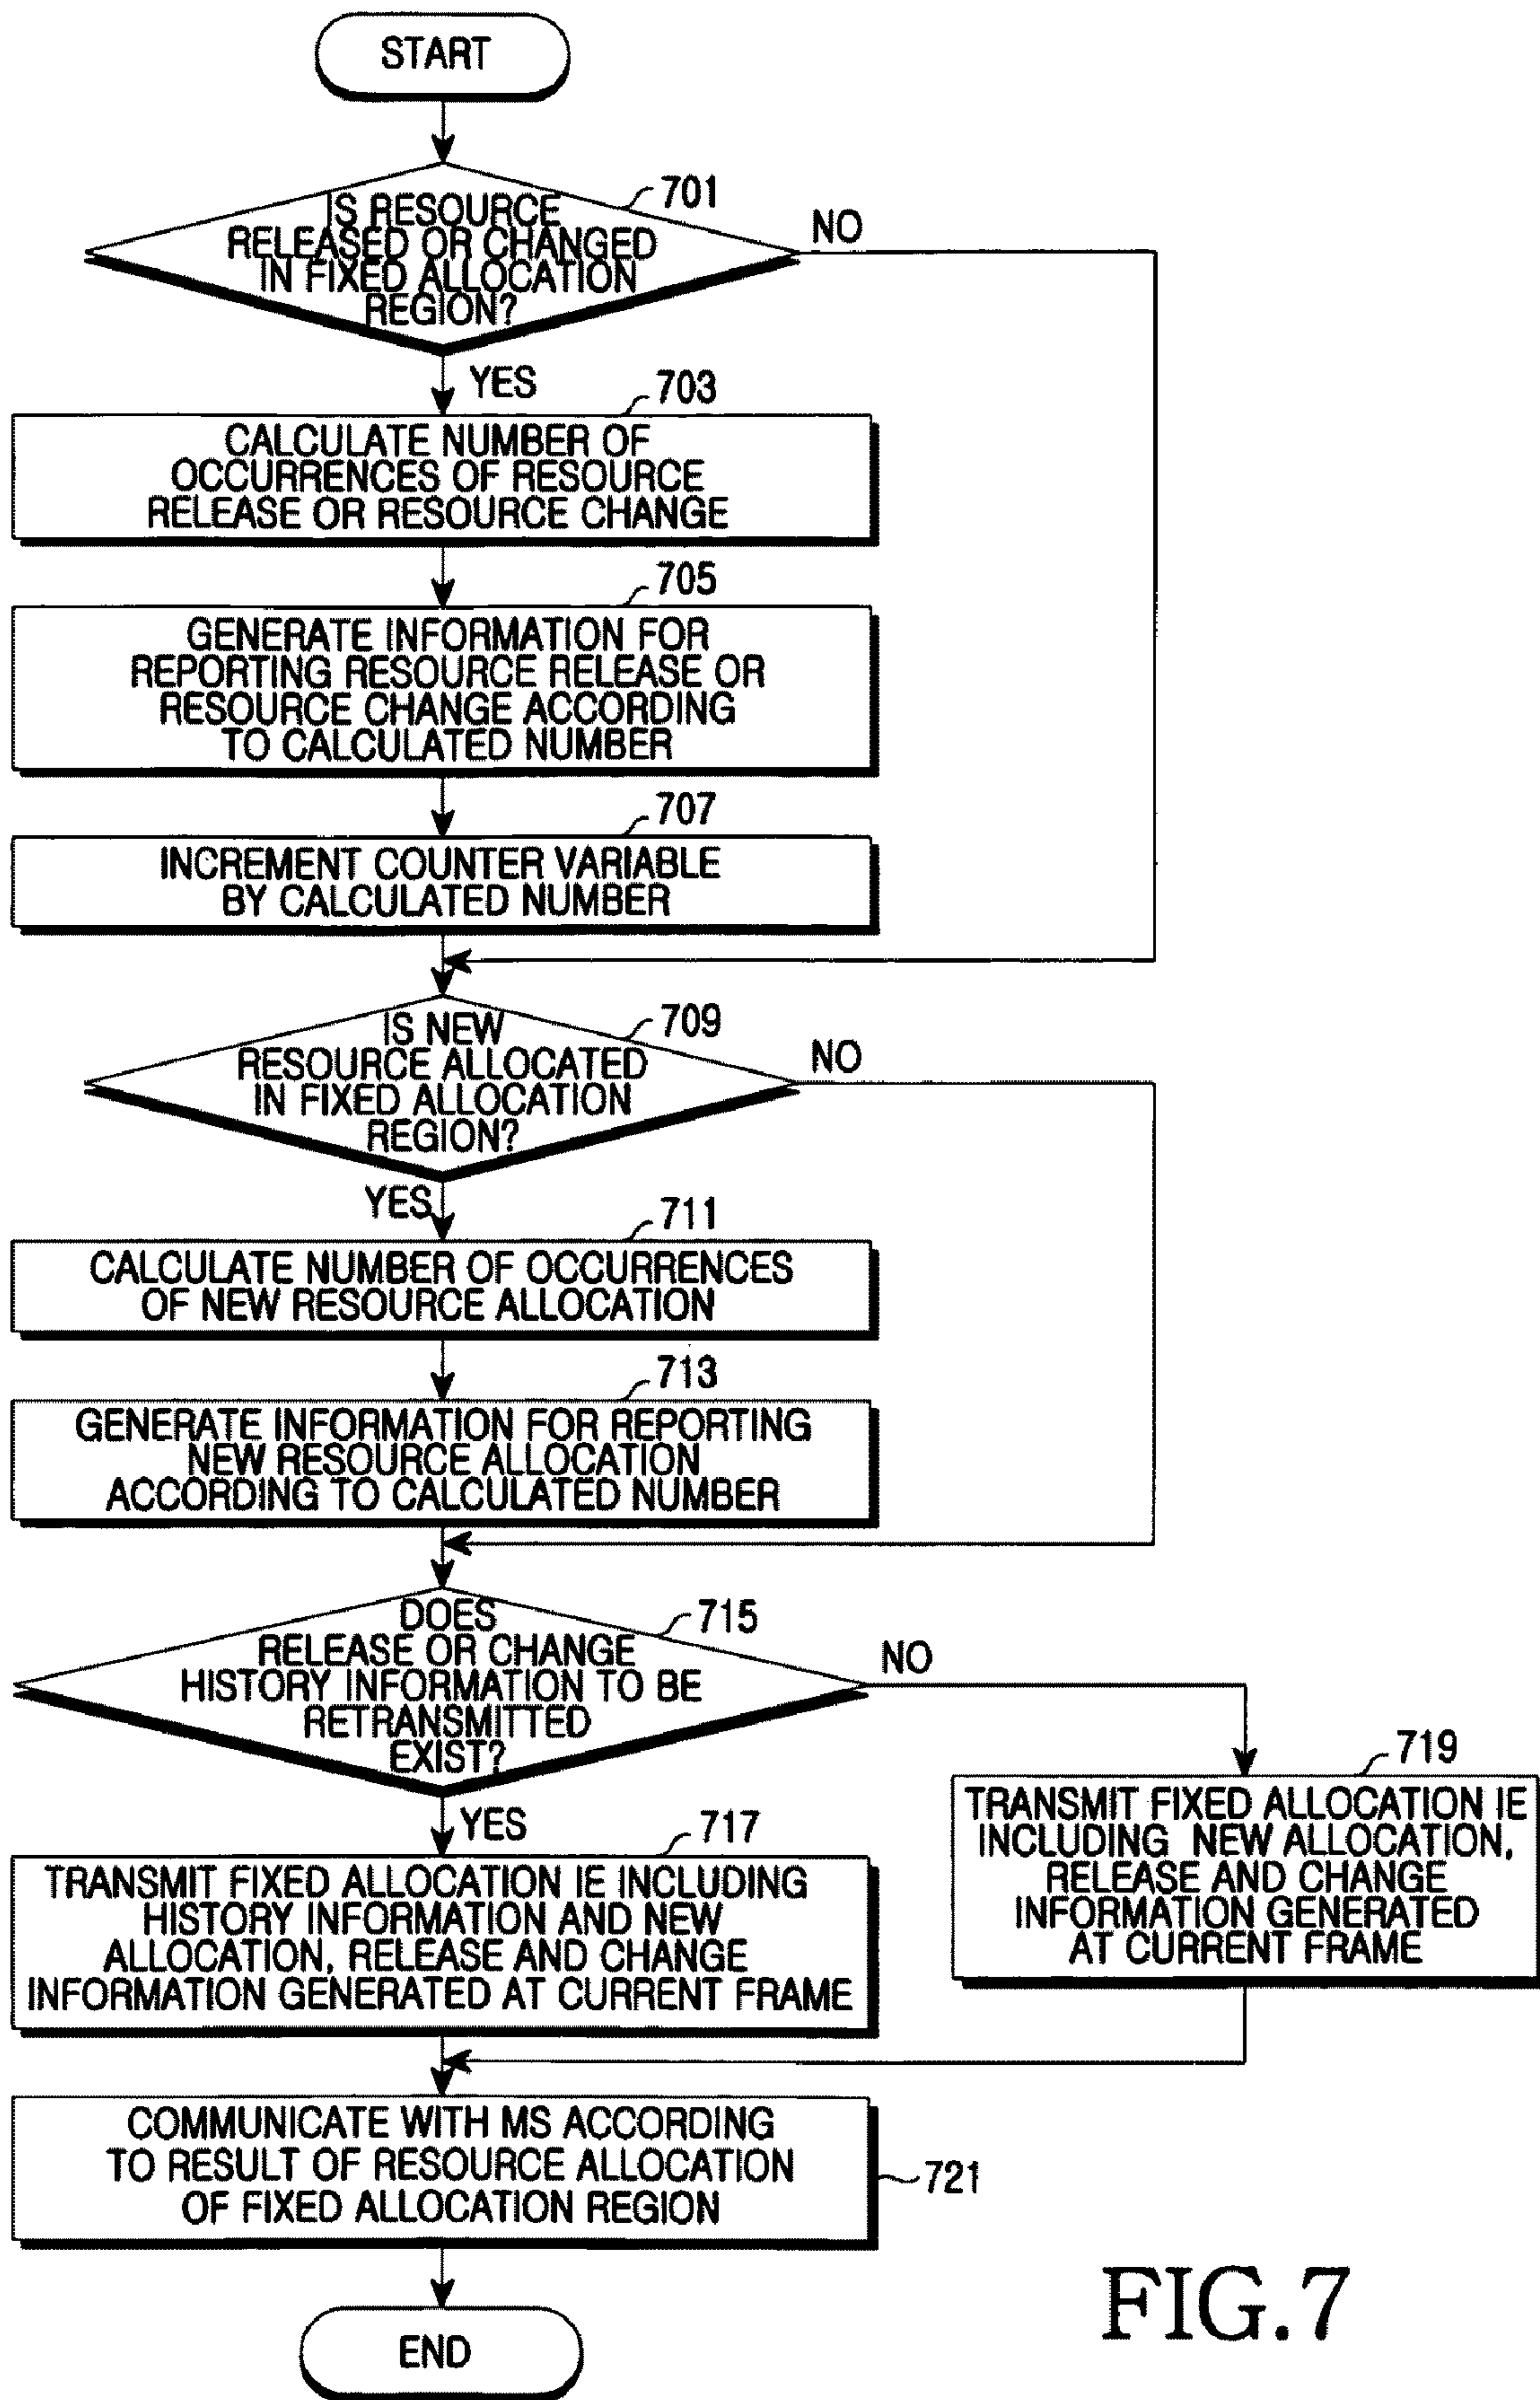 START
701
IS RESOURCE
RELEASED OR CHANGED
IN FIXED ALLOCATION
REGION?
NO
YES
703
CALCULATE NUMBER OF
OCCURRENCES OF RESOURCE
RELEASE OR RESOURCE CHANGE
705
GENERATE INFORMATION FOR
REPORTING RESOURCE RELEASE OR
RESOURCE CHANGE ACCORDING
TO CALCULATED NUMBER
707
INCREMENT COUNTER VARIABLE
BY CALCULATED NUMBER
709
IS NEW
RESOURCE ALLOCATED
IN FIXED ALLOCATION
REGION?
NO
YES
711
CALCULATE NUMBER OF OCCURRENCES
OF NEW RESOURCE ALLOCATION
713
GENERATE INFORMATION FOR REPORTING
NEW RESOURCE ALLOCATION
ACCORDING TO CALCULATED NUMBER
715
DOES
RELEASE OR CHANGE
HISTORY INFORMATION TO BE
RETRANSMITTED
EXIST?
NO
YES
717
TRANSMIT FIXED ALLOCATION IE INCLUDING
HISTORY INFORMATION AND NEW
ALLOCATION, RELEASE AND CHANGE
INFORMATION GENERATED AT CURRENT FRAME
719
TRANSMIT FIXED ALLOCATION IE
INCLUDING NEW ALLOCATION,
RELEASE AND CHANGE
INFORMATION GENERATED
AT CURRENT FRAME
COMMUNICATE WITH MS ACCORDING
TO RESULT OF RESOURCE ALLOCATION
OF FIXED ALLOCATION REGION
721
END
FIG.7